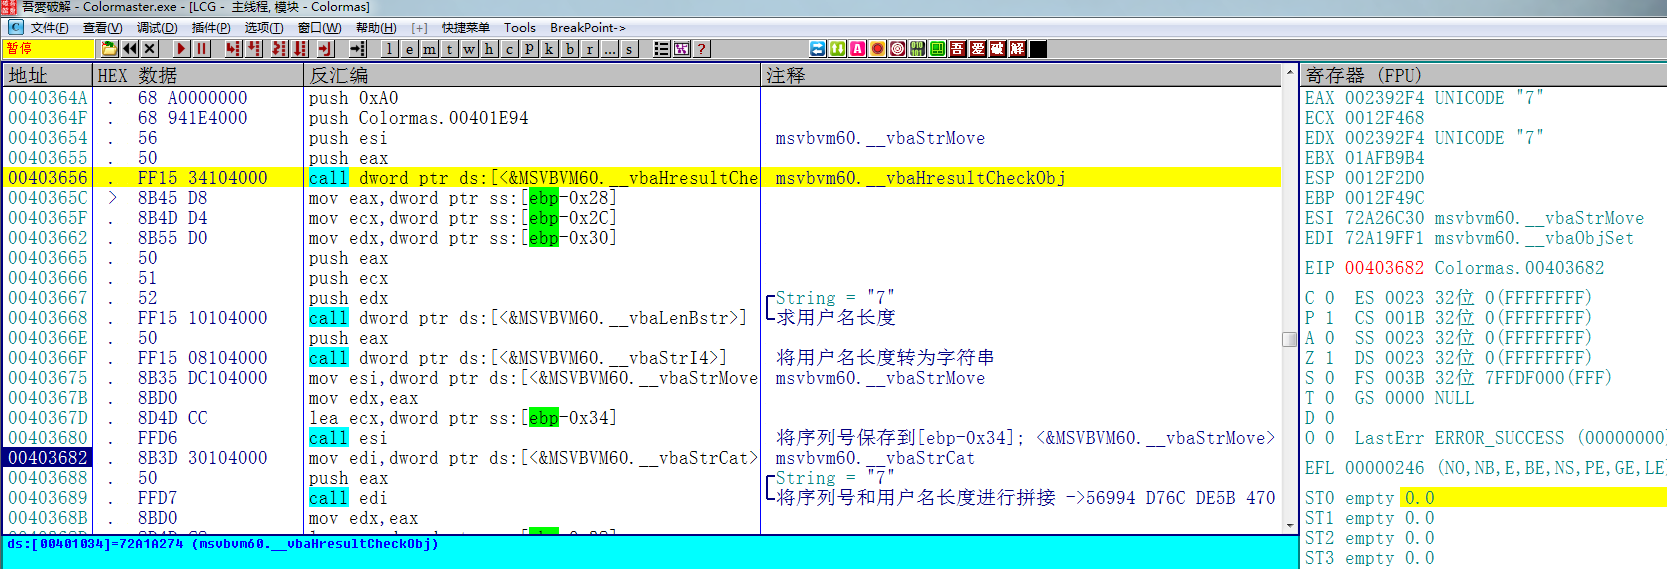 吾愛破解 - Colormaster.exe - [LCG - 主线程, 模块 - Colormas]
C 文件(F) 查看(V) 调试(D) 插件(P) 选项(T) 窗口(W) 帮助(H) [+] 快捷菜单 Tools BreakPoint->
暂停 l e m t w h c p k b r ... s ? 吾 爱 破 解
地址 HEX 数据 反汇编 注释 寄存器 (FPU)
0040364A . 68 A0000000 push 0xA0
0040364F . 68 941E4000 push Colormas.00401E94
00403654 . 56 push esi msvbvm60.__vbaStrMove
00403655 . 50 push eax
00403656 . FF15 34104000 call dword ptr ds:[<&MSVBVM60.__vbaHresultChe msvbvm60.__vbaHresultCheckObj
0040365C > 8B45 D8 mov eax,dword ptr ss:[ebp-0x28]
0040365F . 8B4D D4 mov ecx,dword ptr ss:[ebp-0x2C]
00403662 . 8B55 D0 mov edx,dword ptr ss:[ebp-0x30]
00403665 . 50 push eax
00403666 . 51 push ecx
00403667 . 52 push edx String = "7"
00403668 . FF15 10104000 call dword ptr ds:[<&MSVBVM60.__vbaLenBstr>] 求用户名长度
0040366E . 50 push eax
0040366F . FF15 08104000 call dword ptr ds:[<&MSVBVM60.__vbaStrI4>] 将用户名长度转为字符串
00403675 . 8B35 DC104000 mov esi,dword ptr ds:[<&MSVBVM60.__vbaStrMove msvbvm60.__vbaStrMove
0040367B . 8BD0 mov edx,eax
0040367D . 8D4D CC lea ecx,dword ptr ss:[ebp-0x34]
00403680 . FFD6 call esi 将序列号保存到[ebp-0x34]; <&MSVBVM60.__vbaStrMove>
00403682 . 8B3D 30104000 mov edi,dword ptr ds:[<&MSVBVM60.__vbaStrCat> msvbvm60.__vbaStrCat
00403688 . 50 push eax String = "7"
00403689 . FFD7 call edi 将序列号和用户名长度进行拼接 ->56994 D76C DE5B 470
0040368B . 8BD0 mov edx,eax
ds:[00401034]=72A1A274 (msvbvm60.__vbaHresultCheckObj)
EAX 002392F4 UNICODE "7"
ECX 0012F468
EDX 002392F4 UNICODE "7"
EBX 01AFB9B4
ESP 0012F2D0
EBP 0012F49C
ESI 72A26C30 msvbvm60.__vbaStrMove
EDI 72A19FF1 msvbvm60.__vbaObjSet
EIP 00403682 Colormas.00403682
C 0 ES 0023 32位 0(FFFFFFFF)
P 1 CS 001B 32位 0(FFFFFFFF)
A 0 SS 0023 32位 0(FFFFFFFF)
Z 1 DS 0023 32位 0(FFFFFFFF)
S 0 FS 003B 32位 7FFDF000(FFF)
T 0 GS 0000 NULL
D 0
O 0 LastErr ERROR_SUCCESS (00000000)
EFL 00000246 (NO,NB,E,BE,NS,PE,GE,LE)
ST0 empty 0.0
ST1 empty 0.0
ST2 empty 0.0
ST3 empty 0.0